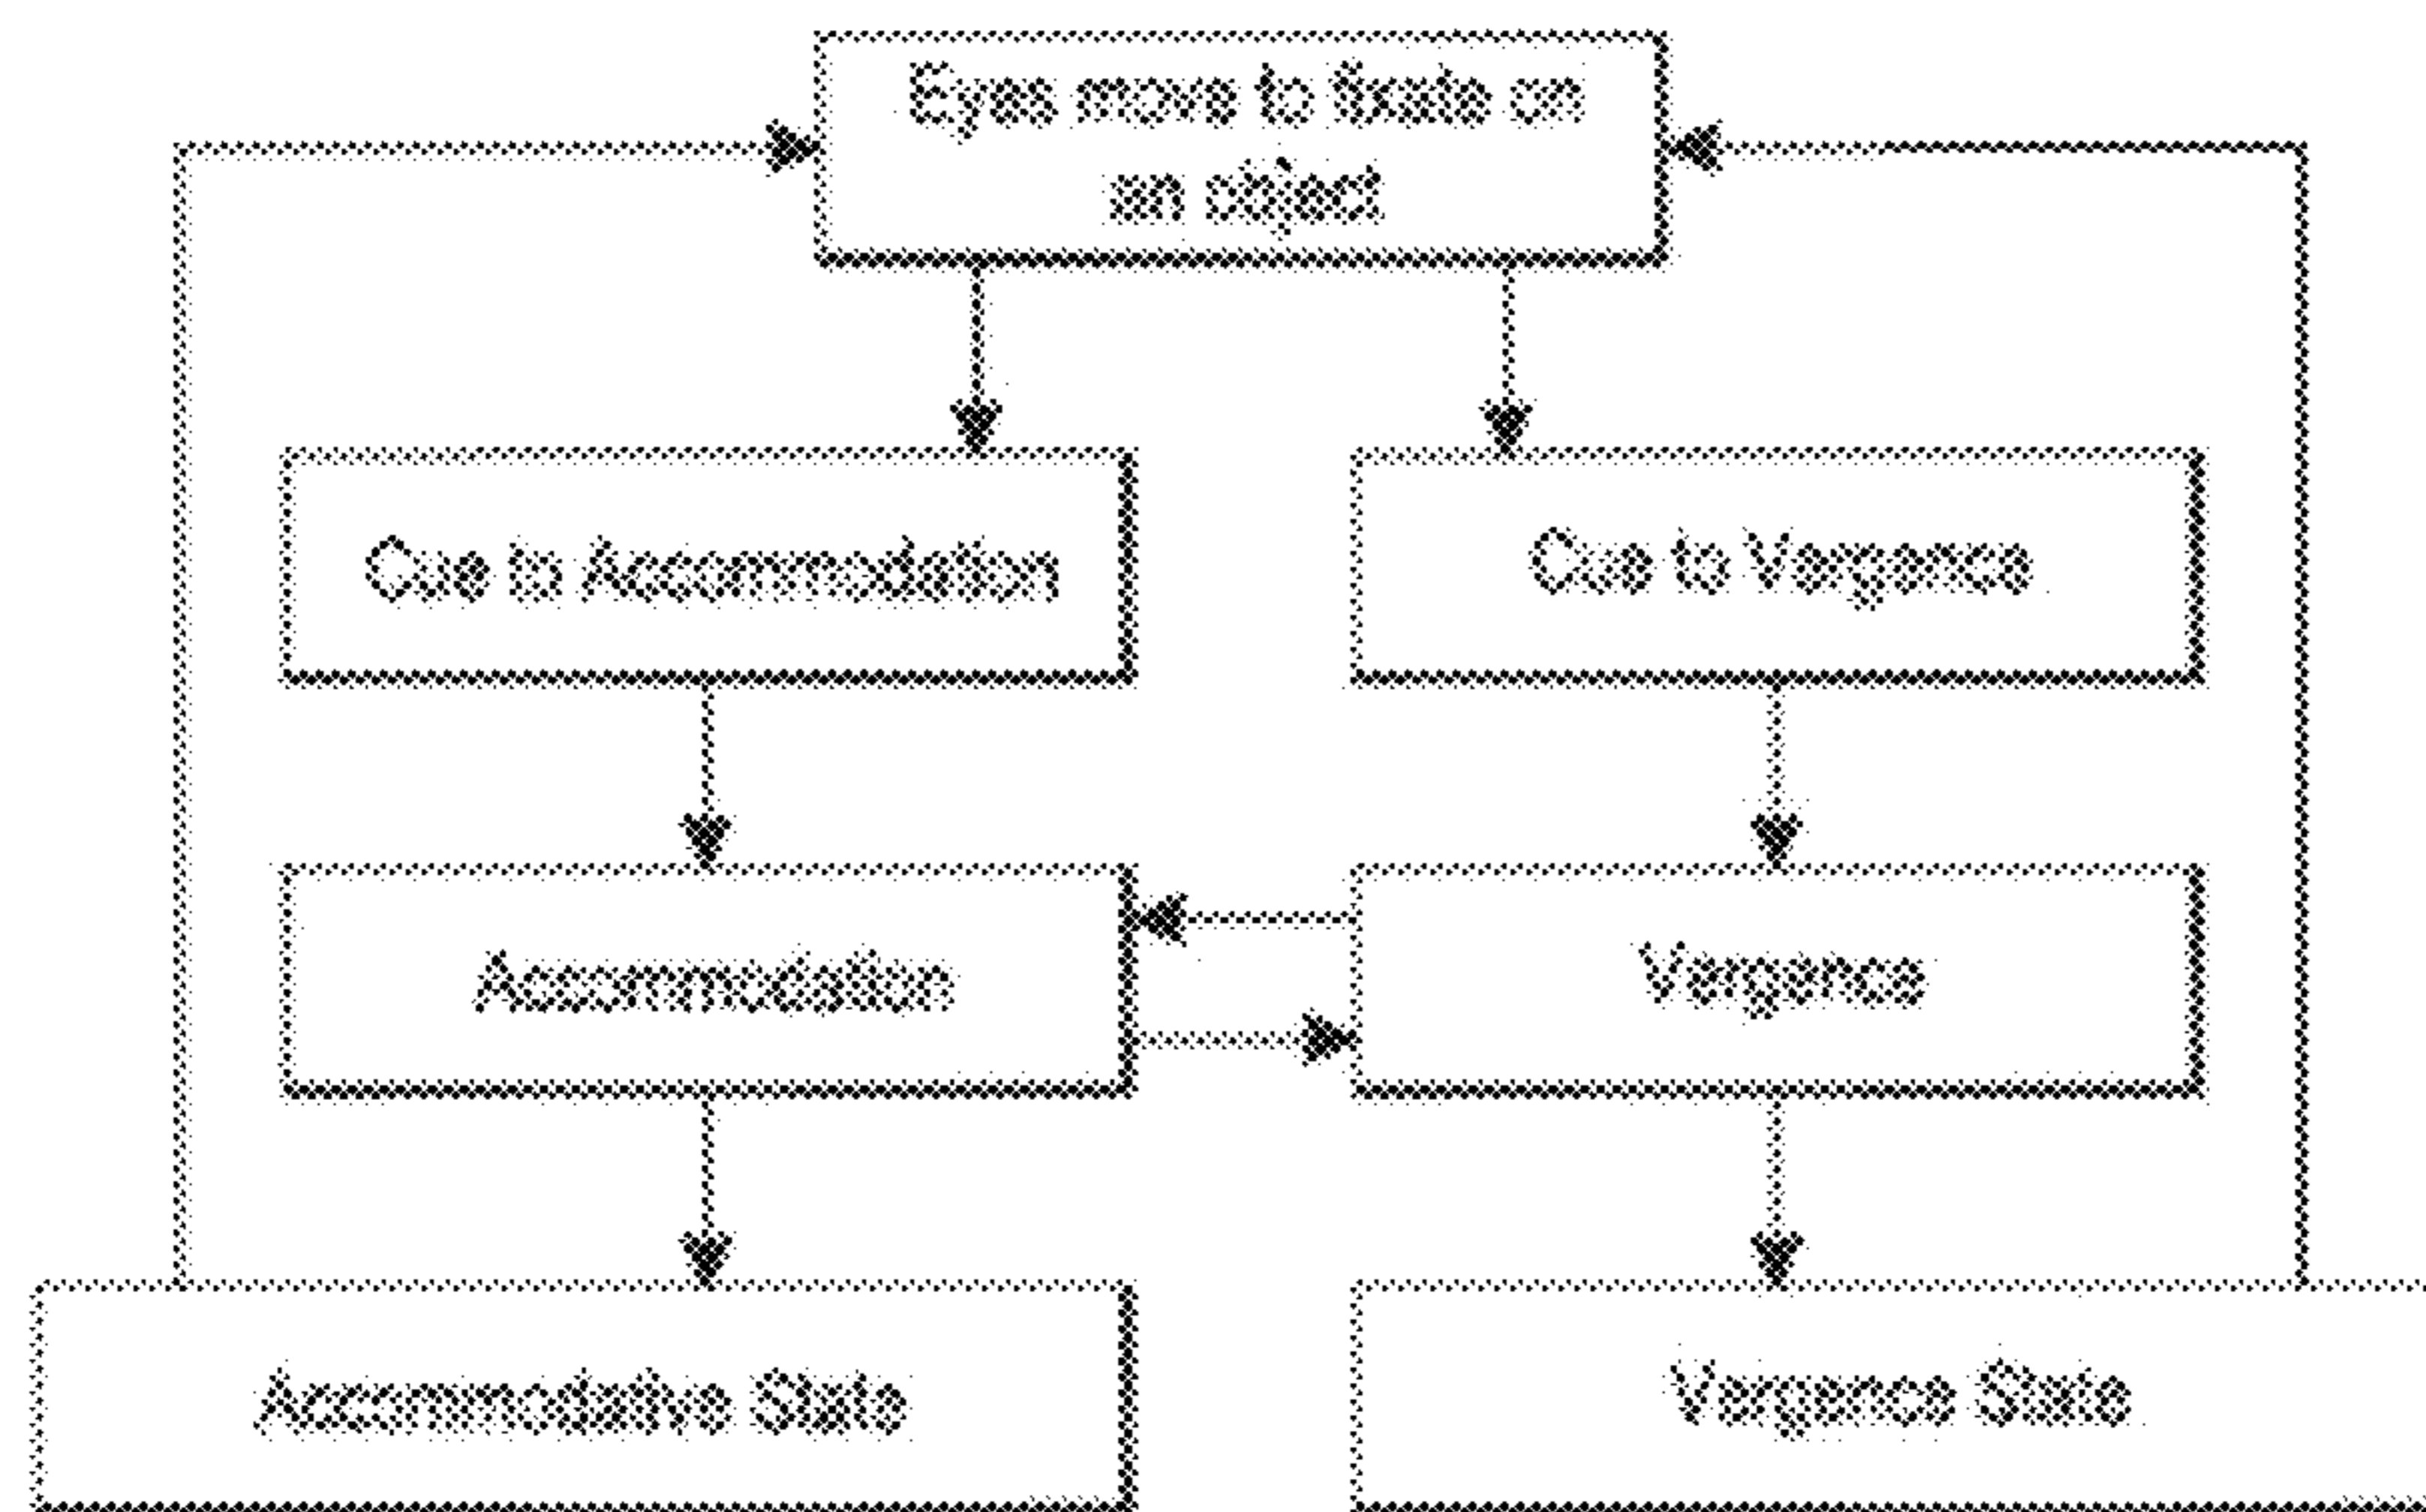 Eyes move to fixate on
an object
Cue to Accommodation
Cue to Vergence
Accommodation
Vergence
Accommodative State
Vergence State